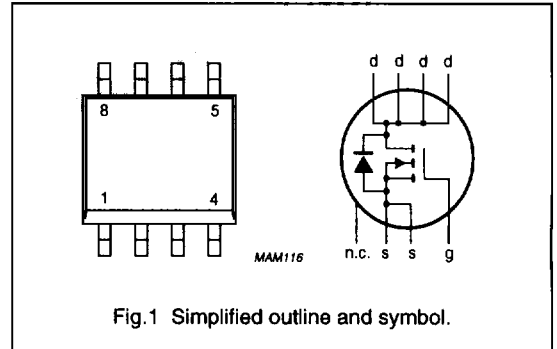 d d d d
8 5
1 4
MAM116
n.c. s s g
Fig.1 Simplified outline and symbol.